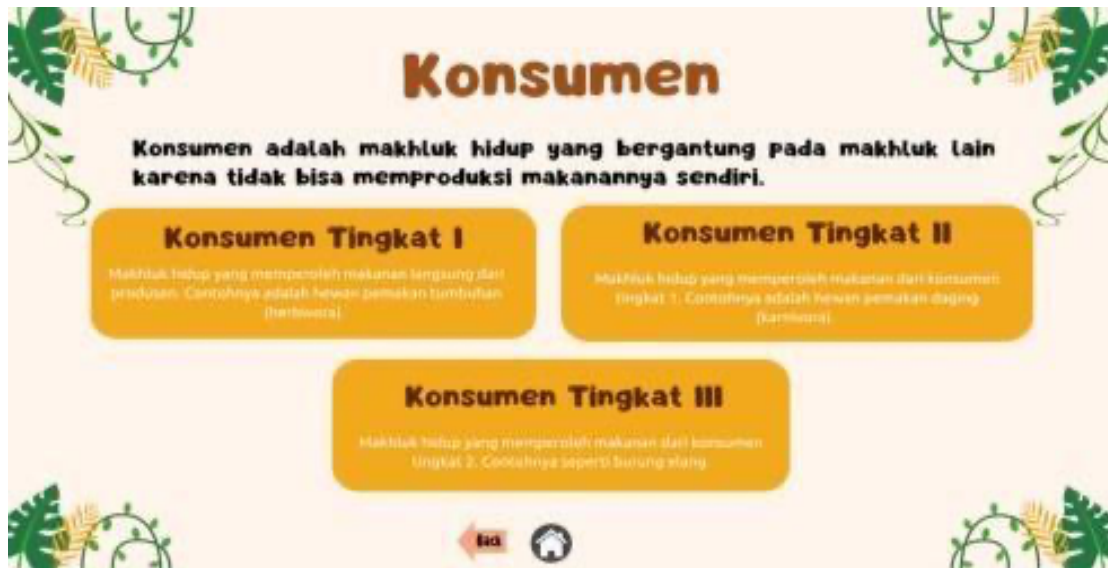 Konsumen
Konsumen adalah makhluk hidup yang bergantung pada makhluk lain
karena tidak bisa memproduksi makanannya sendiri.
Konsumen Tingkat I
Makhluk hidup yang memperoleh makanan langsung dari
produsen. Contohnya adalah hewan pemakan tumbuhan
(herbivora).
Konsumen Tingkat II
Makhluk hidup yang memperoleh makanan dari konsumen
tingkat 1. Contohnya adalah hewan pemakan daging
(karnivora).
Konsumen Tingkat III
Makhluk hidup yang memperoleh makanan dari konsumen
tingkat 2. Contohnya seperti burung elang.
Back